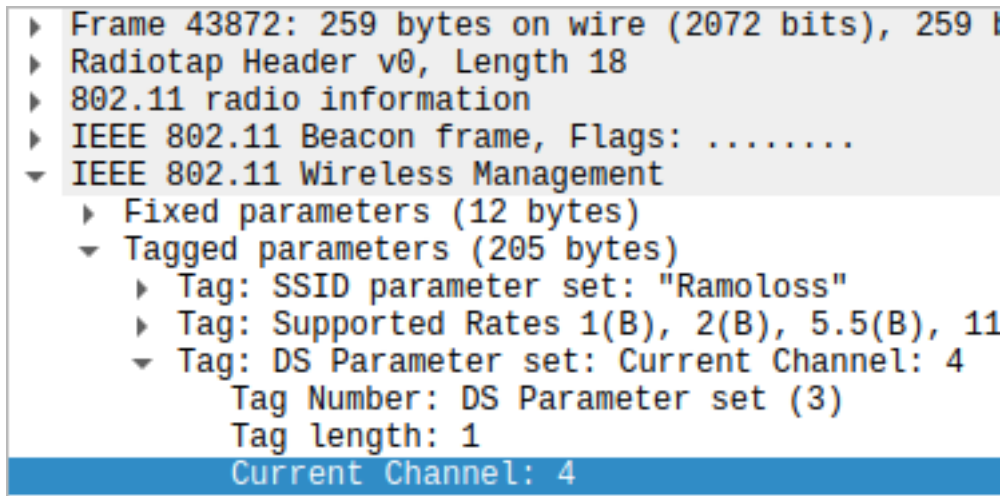 Frame 43872: 259 bytes on wire (2072 bits), 259
Radiotap Header v0, Length 18
802.11 radio information
IEEE 802.11 Beacon frame, Flags: ........
IEEE 802.11 Wireless Management
Fixed parameters (12 bytes)
Tagged parameters (205 bytes)
Tag: SSID parameter set: "Ramoloss"
Tag: Supported Rates 1(B), 2(B), 5.5(B), 11
Tag: DS Parameter set: Current Channel: 4
Tag Number: DS Parameter set (3)
Tag length: 1
Current Channel: 4